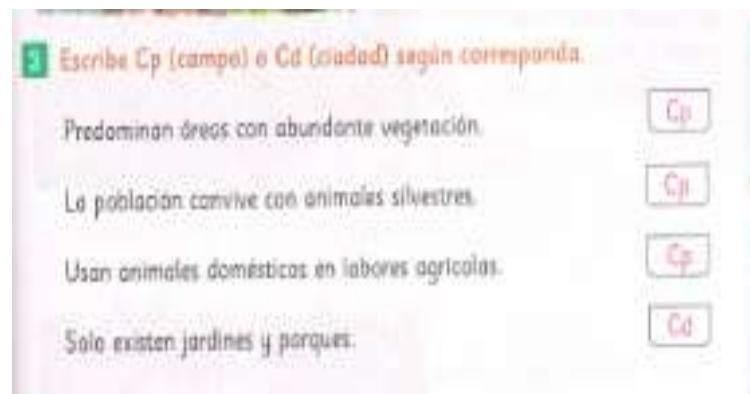 3 Escribe Cp (campo) o Cd (ciudad) según corresponda.
Predominan áreas con abundante vegetación. Cp
La población convive con animales silvestres. Cp
Usan animales domésticos en labores agrícolas. Cp
Solo existen jardines y parques. Cd